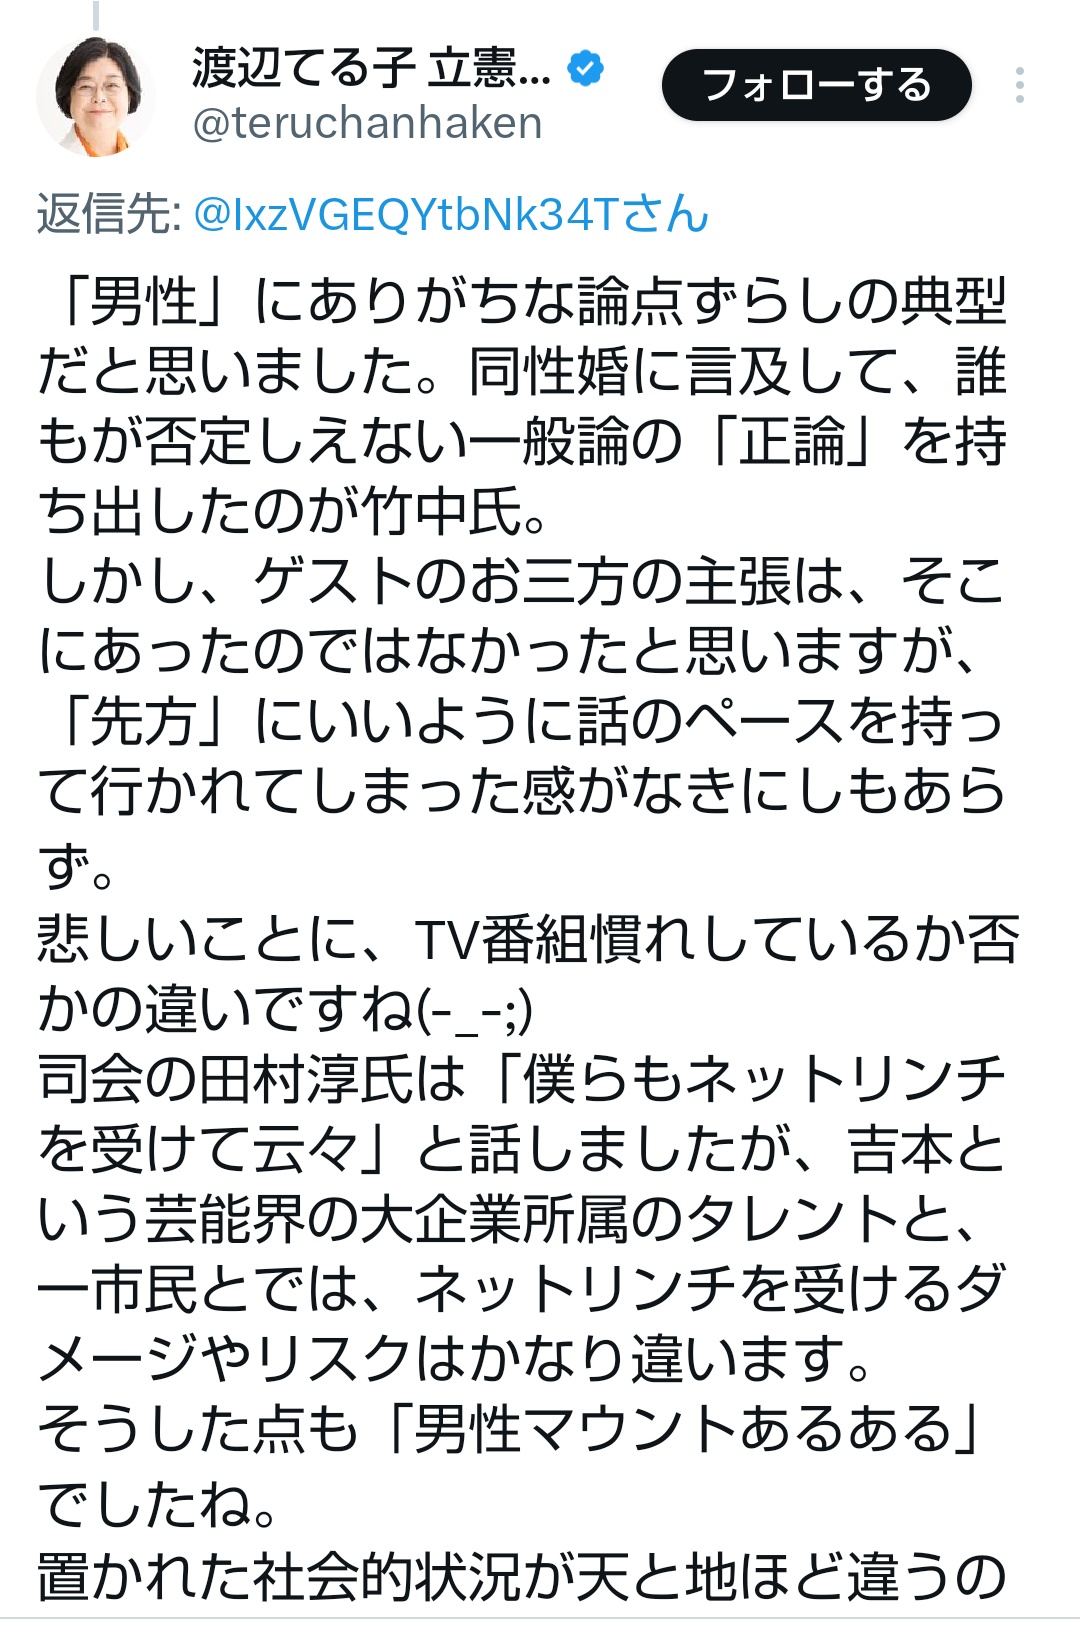 渡辺てる子 立憲...
フォローする
@teruchanhaken
返信先: @IxzVGEQYtbNk34Tさん
「男性」にありがちな論点ずらしの典型
だと思いました。同性婚に言及して、誰
もが否定しえない一般論の「正論」を持
ち出したのが竹中氏。
しかし、ゲストのお三方の主張は、そこ
にあったのではなかったと思いますが、
「先方」にいいように話のペースを持っ
て行かれてしまった感がなきにしもあら
ず。
悲しいことに、TV番組慣れしているか否
かの違いですね(-_-;)
司会の田村淳氏は「僕らもネットリンチ
を受けて云々」と話しましたが、吉本と
いう芸能界の大企業所属のタレントと、
一市民とでは、ネットリンチを受けるダ
メージやリスクはかなり違います。
そうした点も「男性マウントあるある」
でしたね。
置かれた社会的状況が天と地ほど違うの